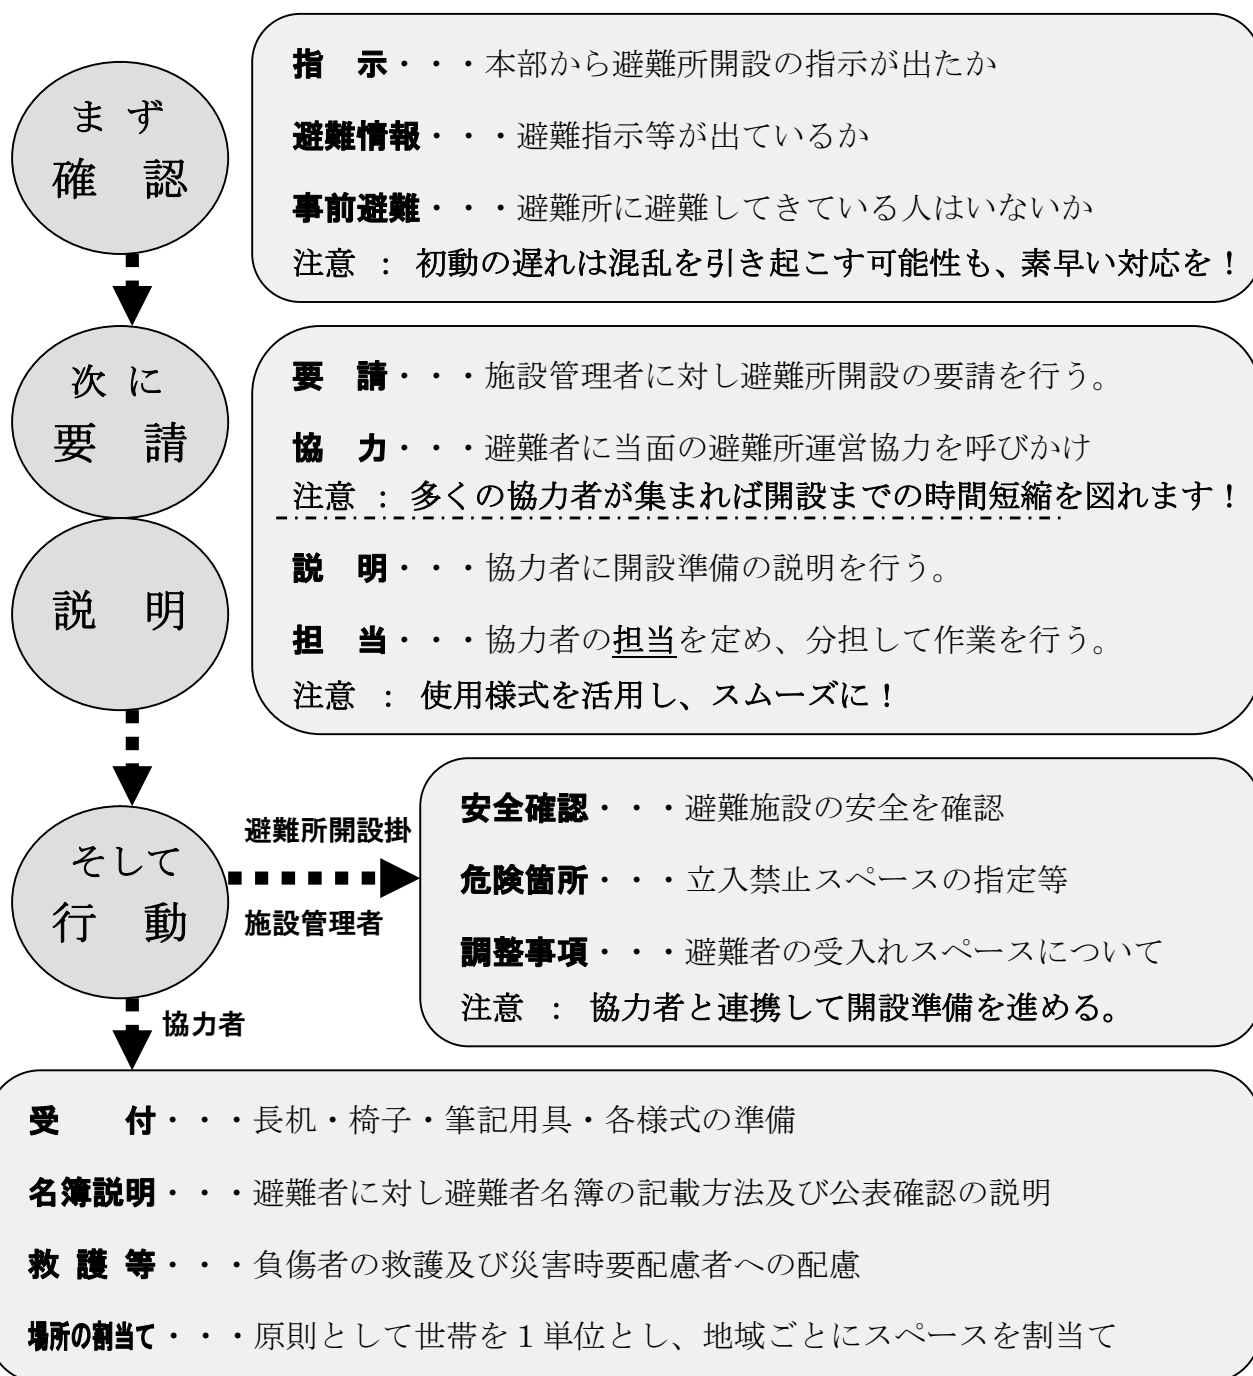 まず
確　認
指　示・・・本部から避難所開設の指示が出たか
避難情報・・・避難指示等が出ているか
事前避難・・・避難所に避難してきている人はいないか
注意　：　初動の遅れは混乱を引き起こす可能性も、素早い対応を！
次に
要　請
要　請・・・施設管理者に対し避難所開設の要請を行う。
協　力・・・避難者に当面の避難所運営協力を呼びかけ
注意　：　多くの協力者が集まれば開設までの時間短縮を図れます！
説　明
説　明・・・協力者に開設準備の説明を行う。
担　当・・・協力者の担当を定め、分担して作業を行う。
注意　：　使用様式を活用し、スムーズに！
そして
行　動
避難所開設掛
施設管理者
安全確認・・・避難施設の安全を確認
危険箇所・・・立入禁止スペースの指定等
調整事項・・・避難者の受入れスペースについて
注意　：　協力者と連携して開設準備を進める。
協力者
受　　付・・・長机・椅子・筆記用具・各様式の準備
名簿説明・・・避難者に対し避難者名簿の記載方法及び公表確認の説明
救 護 等・・・負傷者の救護及び災害時要配慮者への配慮
場所の割当て・・・原則として世帯を１単位とし、地域ごとにスペースを割当て